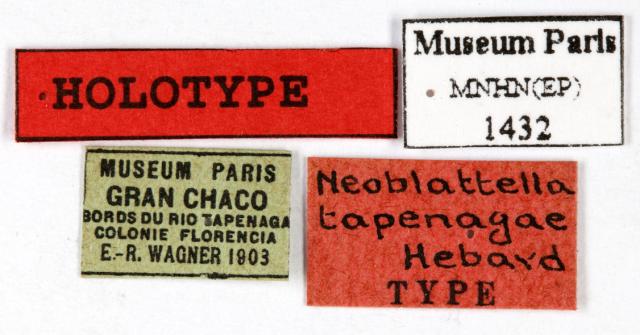 HOLOTYPE
Museum Paris
MNHN(EP)
1432
MUSEUM PARIS
GRAN CHACO
BORDS DU RIO TAPENAGA
COLONIE FLORENCIA
E.-R. WAGNER 1903
Neoblattella
tapenagae
Hebard
TYPE